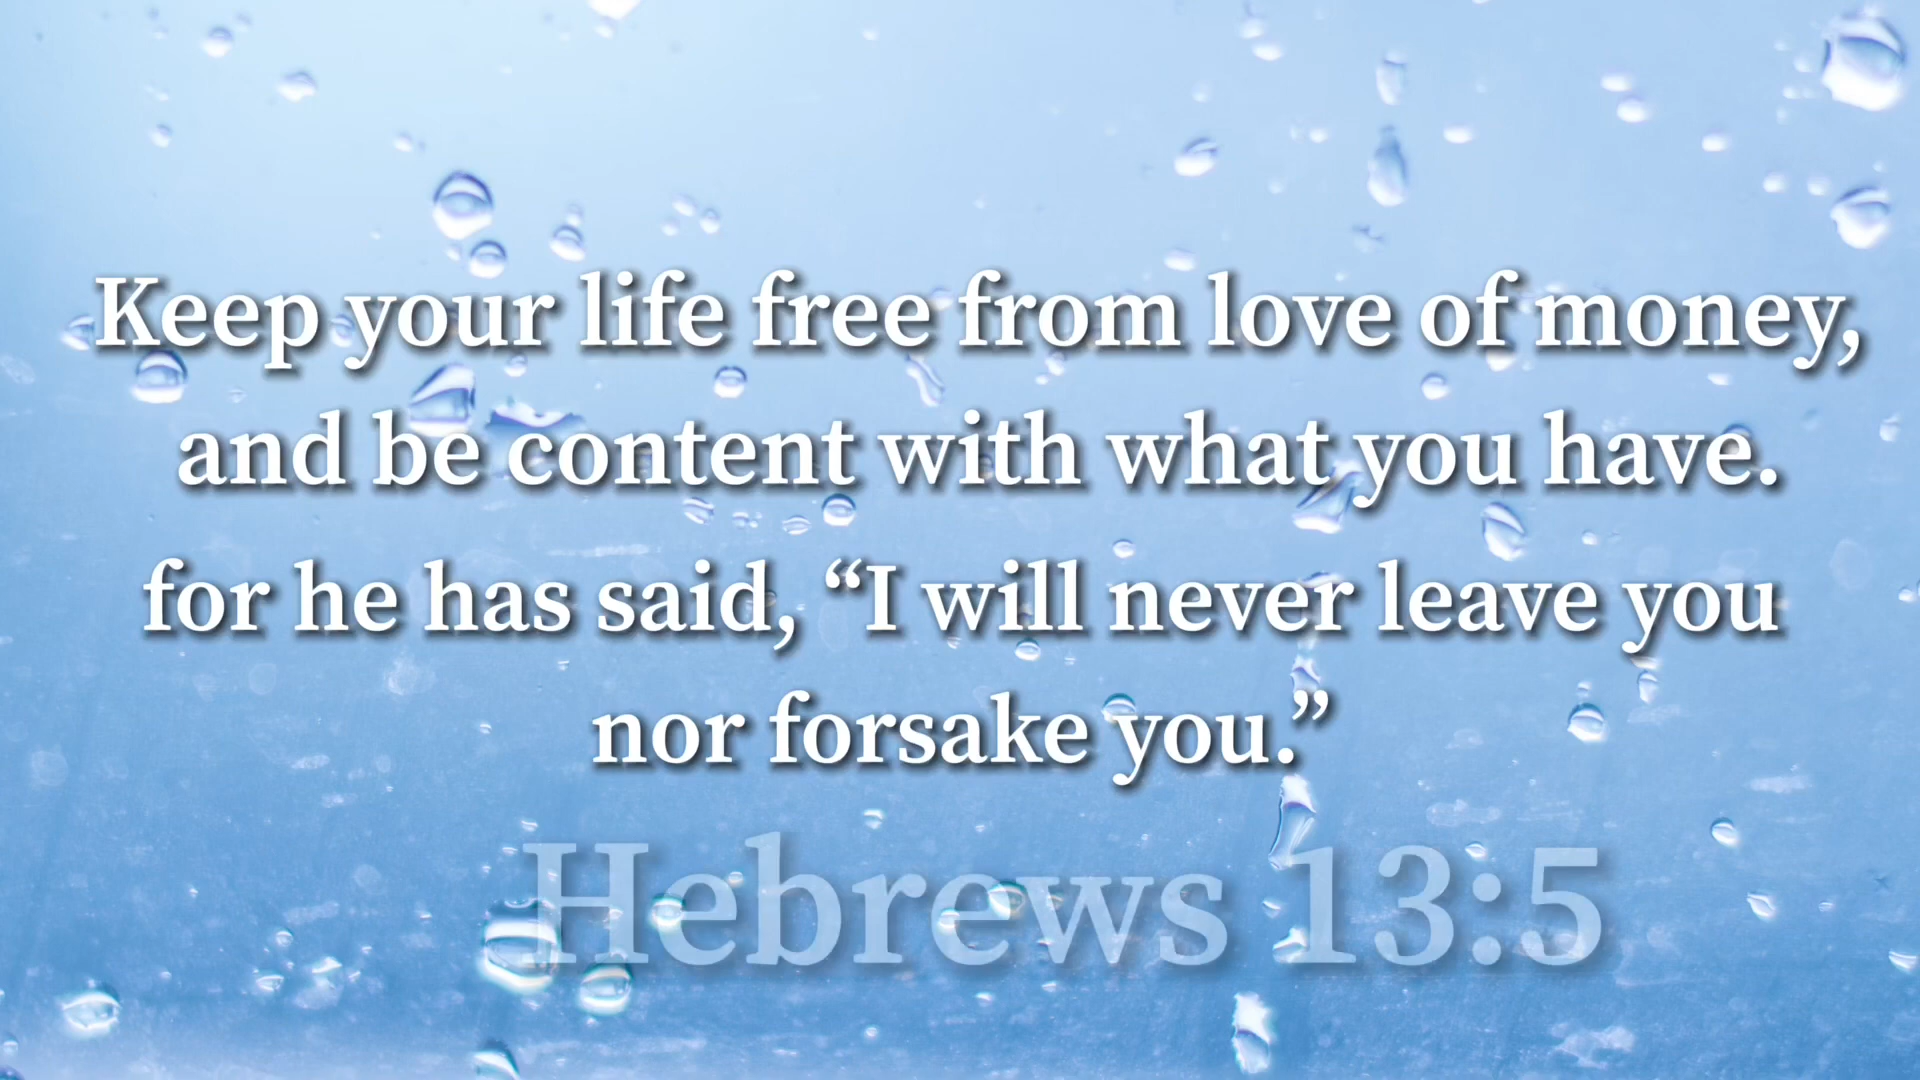 Keep your life free from love of money,
and be content with what you have.
for he has said, “I will never leave you
nor forsake you.”
Hebrews 13:5